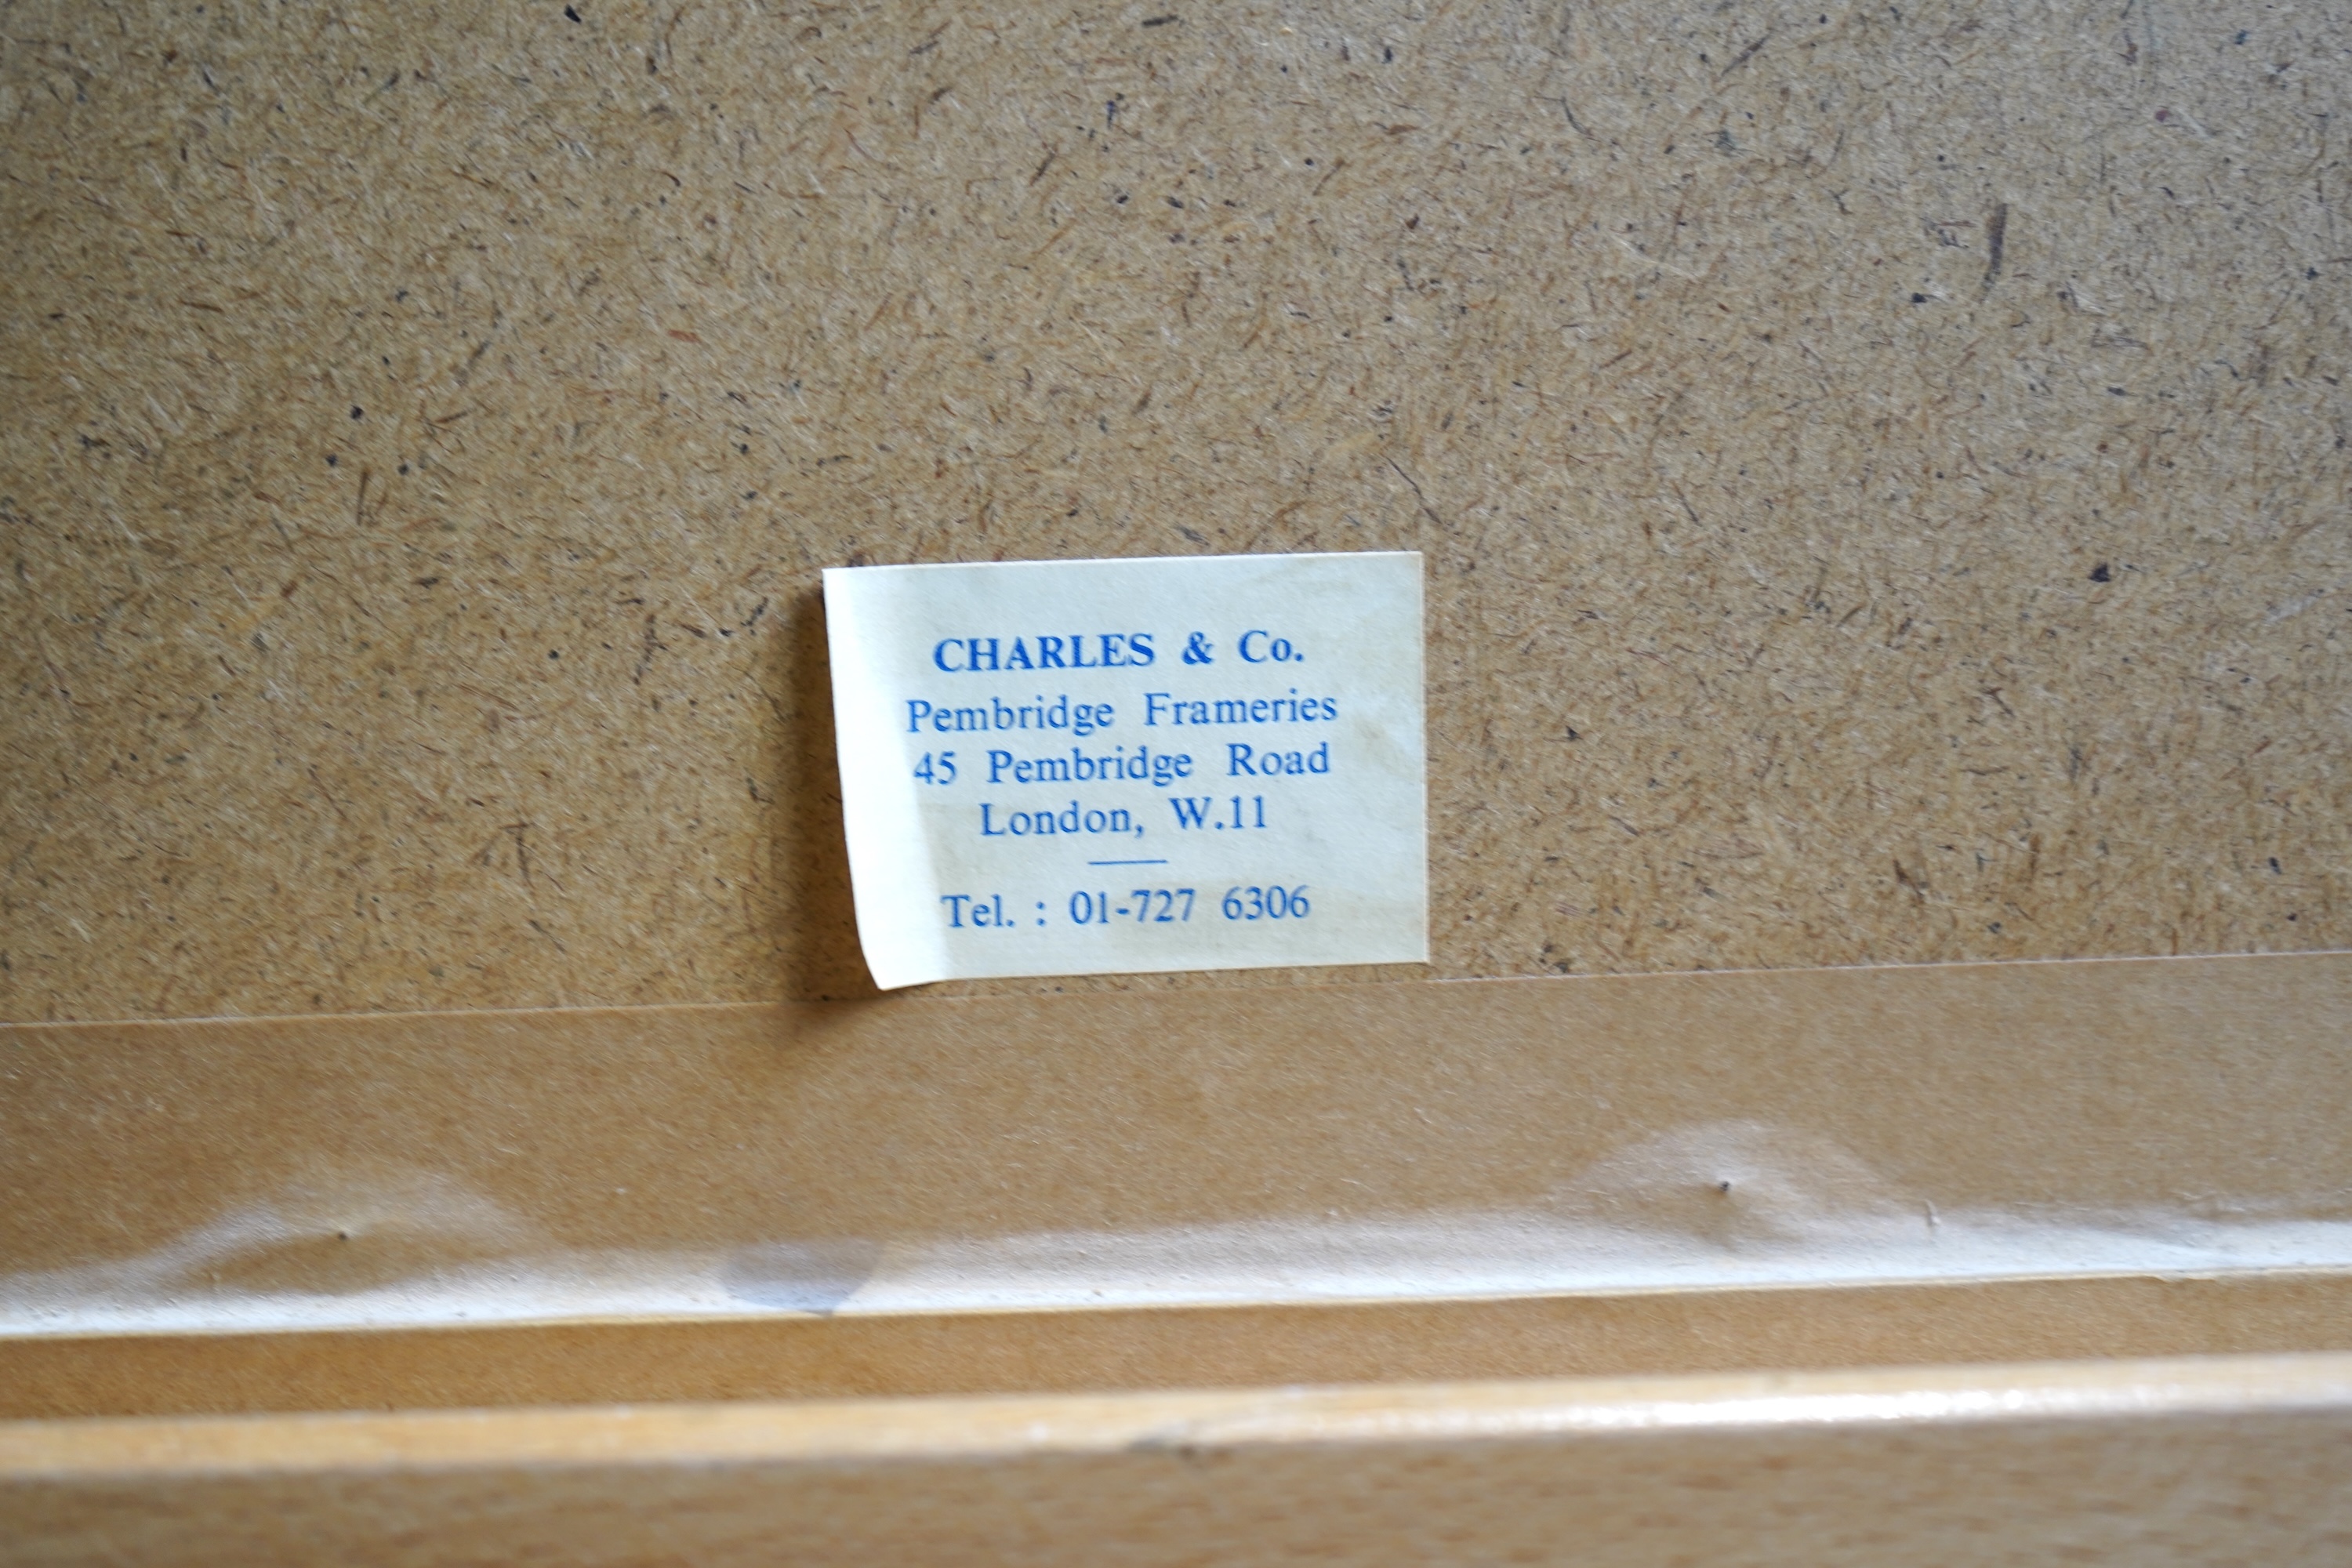 CHARLES & Co.
Pembridge Frameries
45 Pembridge Road
London, W.11
Tel. : 01-727 6306